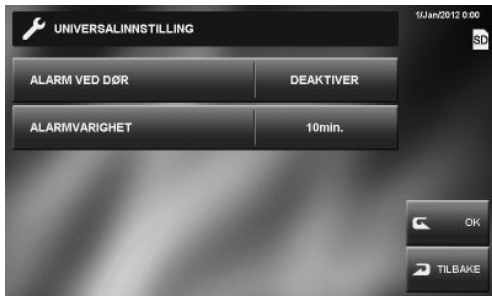 UNIVERSALINNSTILLING
1/Jan/2012 0:00
SD
ALARM VED DØR DEAKTIVER
ALARMVARIGHET 10min.
OK
TILBAKE